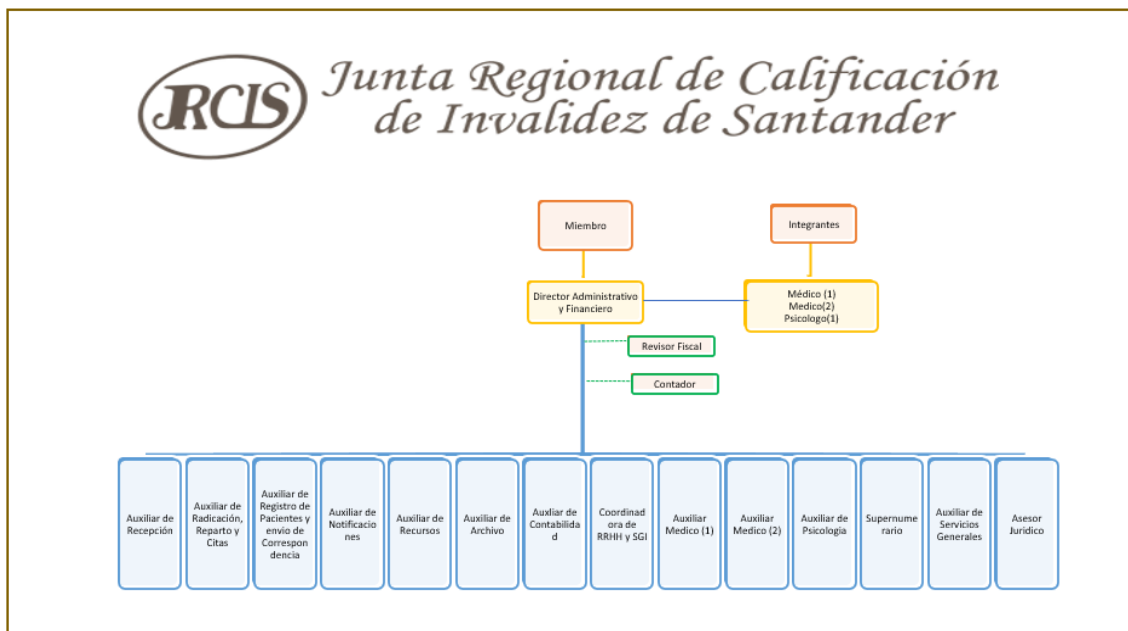 JRCIS
Junta Regional de Calificación
de Invalidez de Santander
Miembro
Integrantes
Director Administrativo
y Financiero
Médico (1)
Medico(2)
Psicologo(1)
Revisor Fiscal
Contador
Auxiliar de
Recepción
Auxiliar de
Radicación,
Reparto y
Citas
Auxiliar de
Registro de
Pacientes y
envio de
Correspon
dencia
Auxiliar de
Notificacio
nes
Auxiliar de
Recursos
Auxiliar de
Archivo
Auxliar de
Contabilida
d
Coordinad
ora de
RRHH y SGI
Auxiliar
Medico (1)
Auxiliar
Medico (2)
Auxiliar de
Psicologia
Supernume
rario
Auxiliar de
Servicios
Generales
Asesor
Juridico